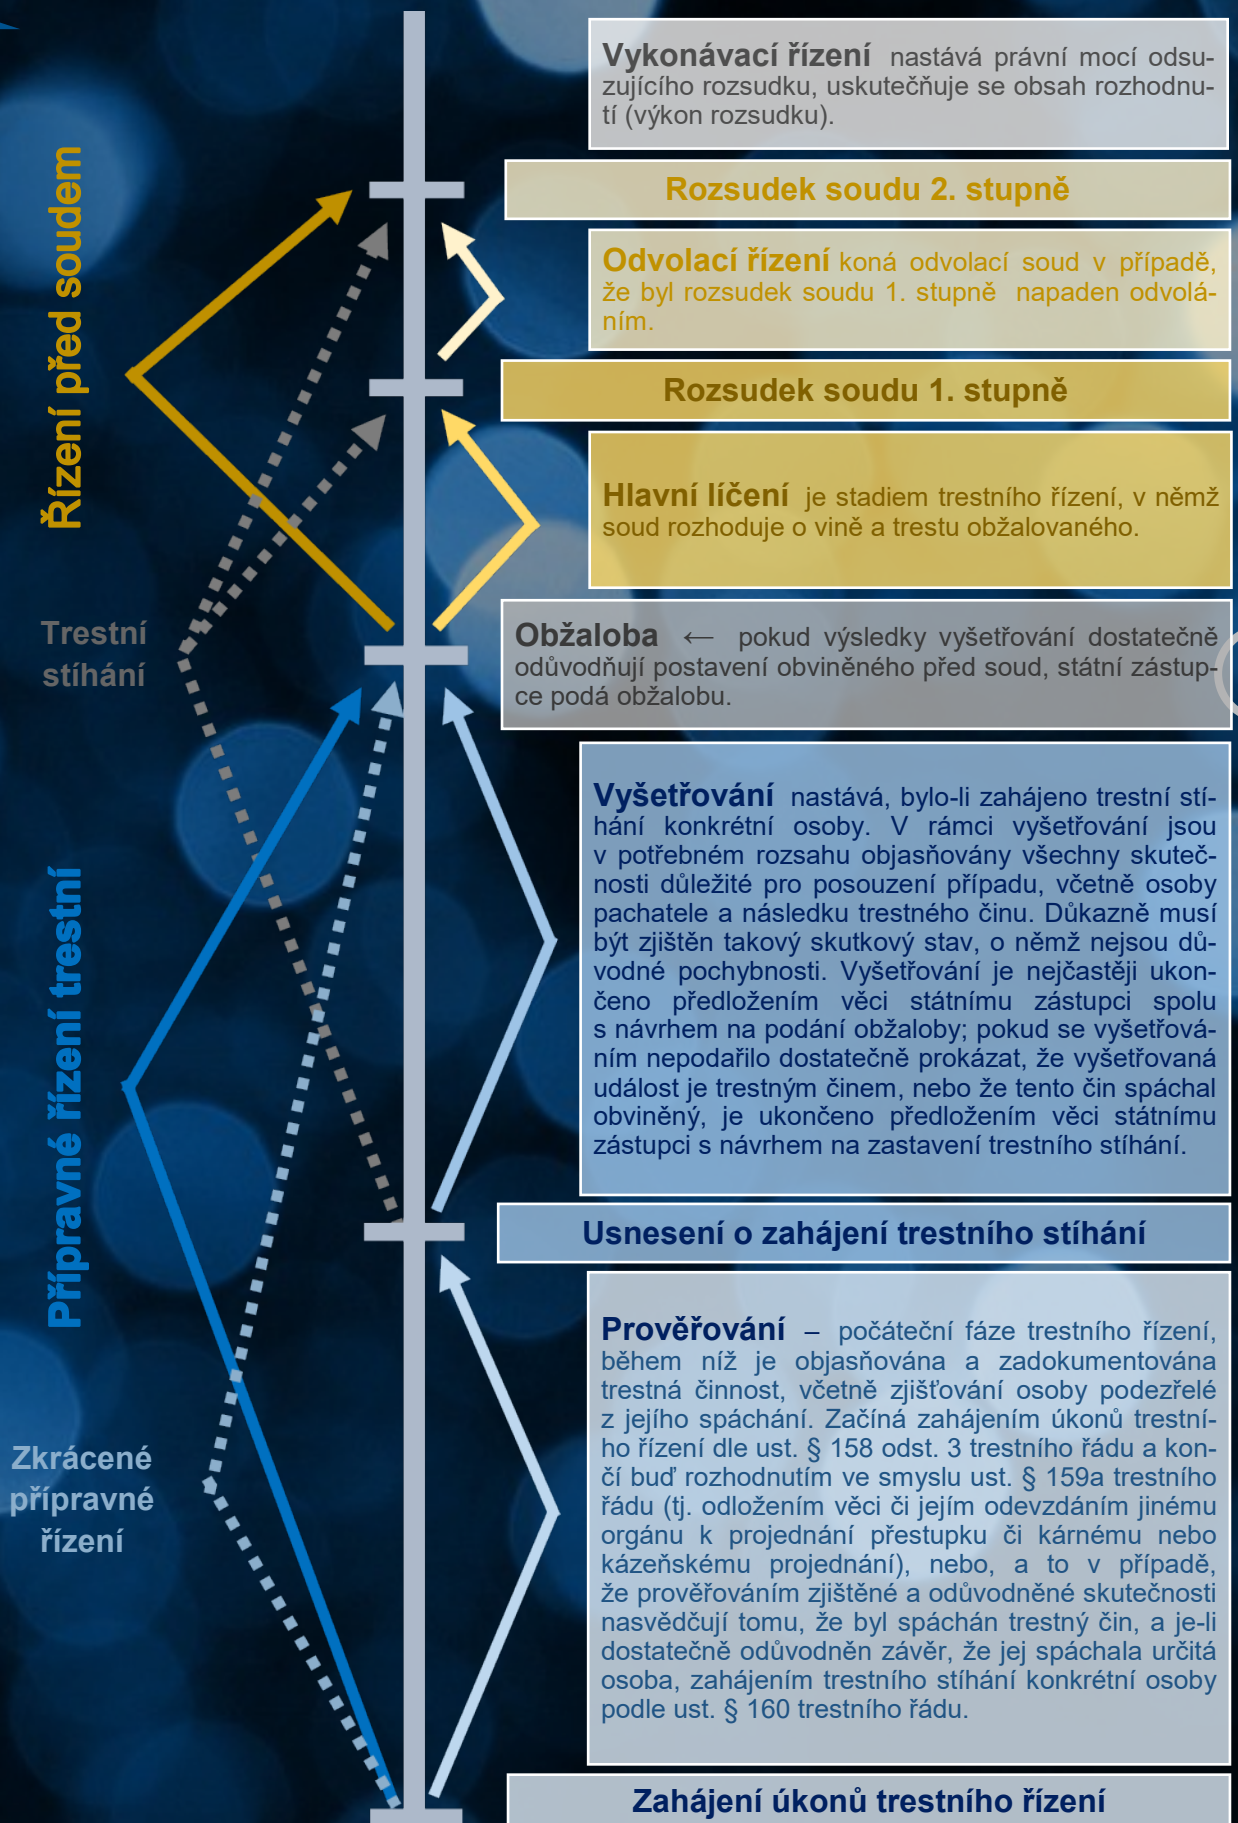 Vykonávací řízení nastává právní mocí odsu-
zujícího rozsudku, uskutečňuje se obsah rozhodnu-
tí (výkon rozsudku).
Rozsudek soudu 2. stupně
Odvolací řízení koná odvolací soud v případě,
že byl rozsudek soudu 1. stupně napaden odvolá-
ním.
Rozsudek soudu 1. stupně
Hlavní líčení je stadiem trestního řízení, v němž
soud rozhoduje o vině a trestu obžalovaného.
Řízení před soudem
Obžaloba ← pokud výsledky vyšetřování dostatečně
odůvodňují postavení obviněného před soud, státní zástup-
ce podá obžalobu.
Trestní
stíhání
Vyšetřování nastává, bylo-li zahájeno trestní stí-
hání konkrétní osoby. V rámci vyšetřování jsou
v potřebném rozsahu objasňovány všechny skuteč-
nosti důležité pro posouzení případu, včetně osoby
pachatele a následku trestného činu. Důkazně musí
být zjištěn takový skutkový stav, o němž nejsou dů-
vodné pochybnosti. Vyšetřování je nejčastěji ukon-
čeno předložením věci státnímu zástupci spolu
s návrhem na podání obžaloby; pokud se vyšetřová-
ním nepodařilo dostatečně prokázat, že vyšetřovaná
událost je trestným činem, nebo že tento čin spáchal
obviněný, je ukončeno předložením věci státnímu
zástupci s návrhem na zastavení trestního stíhání.
Přípravné řízení trestní
Usnesení o zahájení trestního stíhání
Prověřování – počáteční fáze trestního řízení,
během níž je objasňována a zadokumentována
trestná činnost, včetně zjišťování osoby podezřelé
z jejího spáchání. Začíná zahájením úkonů trestní-
ho řízení dle ust. § 158 odst. 3 trestního řádu a kon-
čí buď rozhodnutím ve smyslu ust. § 159a trestního
řádu (tj. odložením věci či jejím odevzdáním jinému
orgánu k projednání přestupku či kárnému nebo
kázeňskému projednání), nebo, a to v případě,
že prověřováním zjištěné a odůvodněné skutečnosti
nasvědčují tomu, že byl spáchán trestný čin, a je-li
dostatečně odůvodněn závěr, že jej spáchala určitá
osoba, zahájením trestního stíhání konkrétní osoby
podle ust. § 160 trestního řádu.
Zkrácené
přípravné
řízení
Zahájení úkonů trestního řízení